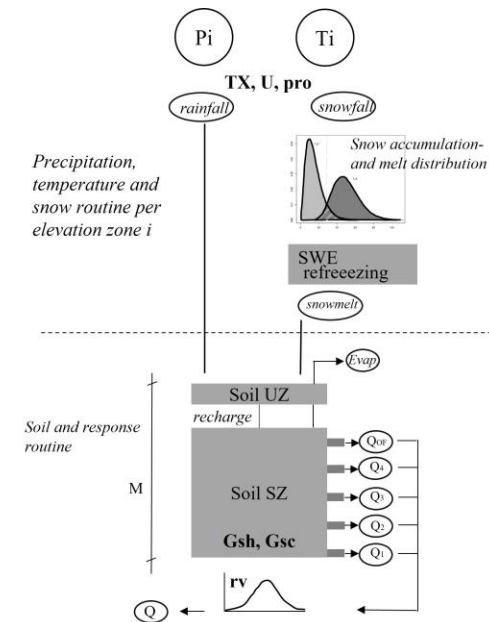 Pi
Ti
TX, U, pro
rainfall
snowfall
Snow accumulation-
and melt distribution
Precipitation,
temperature and
snow routine per
elevation zone i
SWE
refreeezing
snowmelt
Evap
Soil UZ
recharge
Soil and response
routine
M
Soil SZ
Gsh, Gsc
QOF
Q4
Q3
Q2
Q1
rv
Q